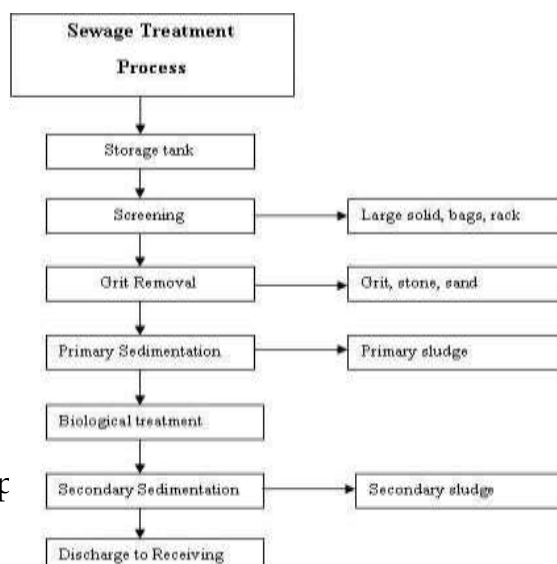 Sewage Treatment
Process
Storage tank
Screening
Large solid, bags, rack
Grit Removal
Grit, stone, sand
Primary Sedimentation
Primary sludge
Biological treatment
Secondary Sedimentation
Secondary sludge
Discharge to Receiving